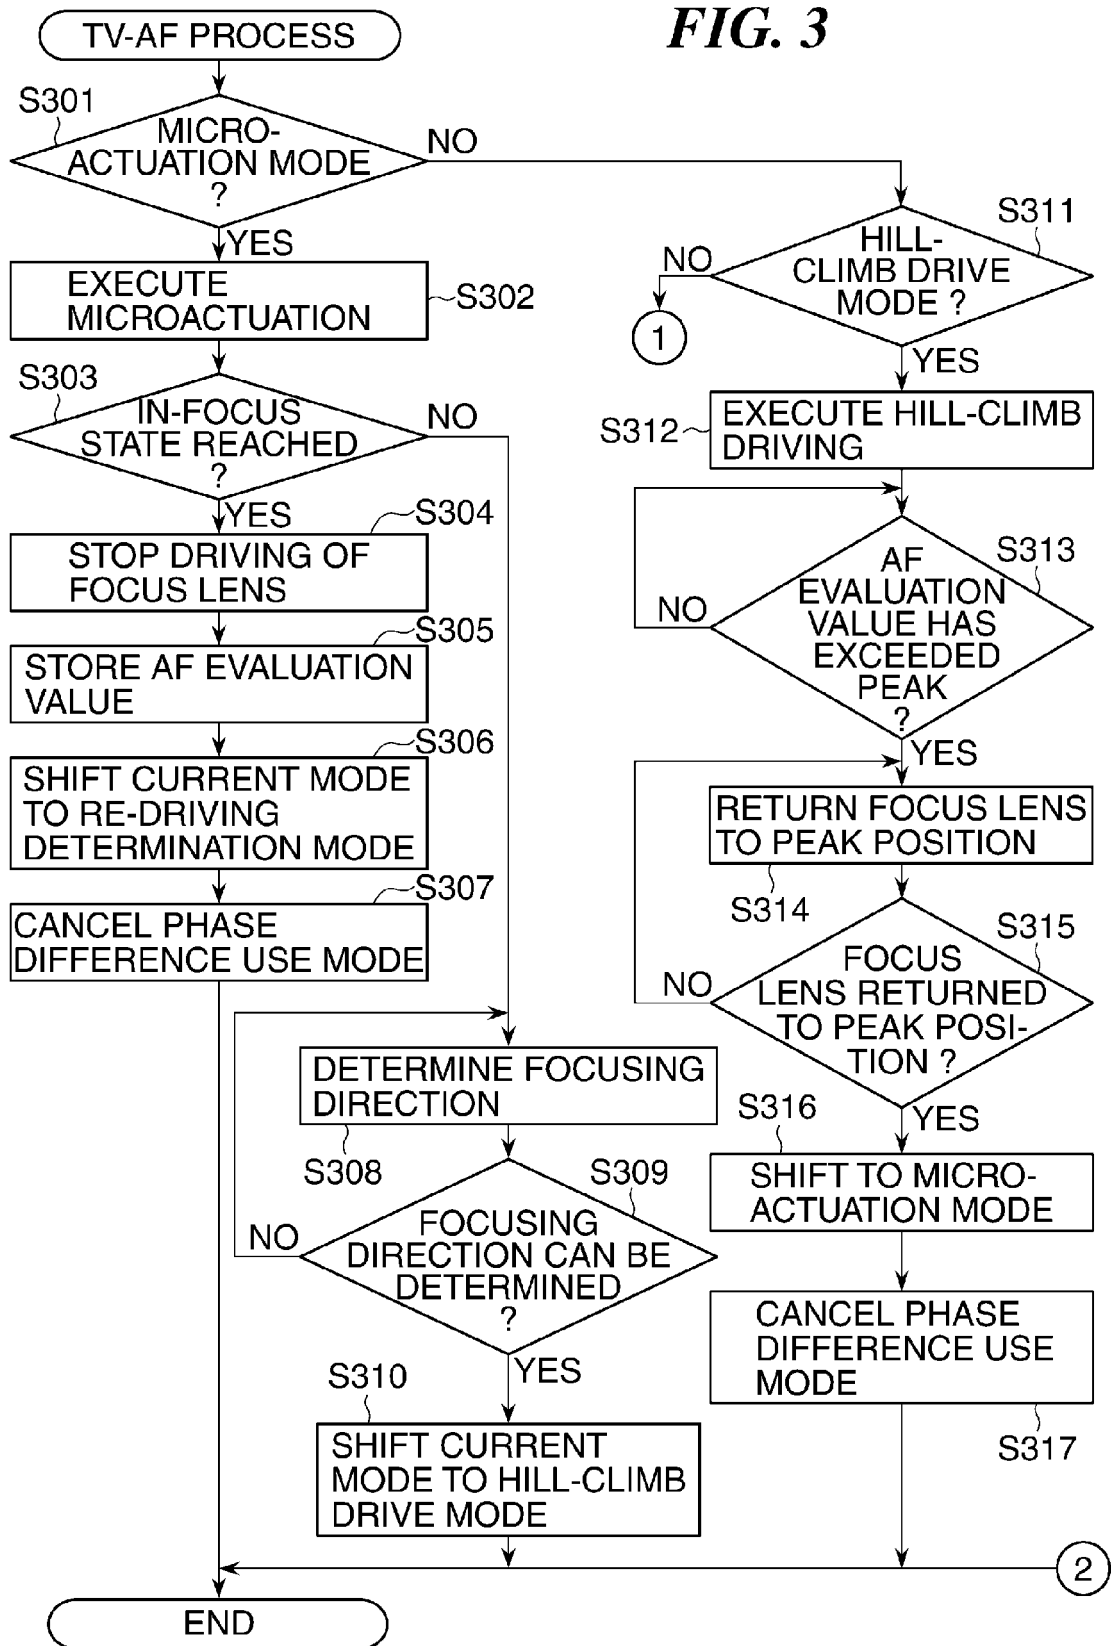 FIG. 3
TV-AF PROCESS
S301
MICRO-
ACTUATION MODE
?
NO
YES
EXECUTE
MICROACTUATION
S302
S303
IN-FOCUS
STATE REACHED
?
NO
YES
S304
STOP DRIVING OF
FOCUS LENS
S305
STORE AF EVALUATION
VALUE
S306
SHIFT CURRENT MODE
TO RE-DRIVING
DETERMINATION MODE
S307
CANCEL PHASE
DIFFERENCE USE MODE
DETERMINE FOCUSING
DIRECTION
S308
S309
FOCUSING
DIRECTION CAN BE
DETERMINED
?
NO
YES
S310
SHIFT CURRENT
MODE TO HILL-CLIMB
DRIVE MODE
S311
HILL-
CLIMB DRIVE
MODE ?
NO
1
YES
S312
EXECUTE HILL-CLIMB
DRIVING
S313
AF
EVALUATION
VALUE HAS
EXCEEDED
PEAK
?
NO
YES
RETURN FOCUS LENS
TO PEAK POSITION
S314
S315
FOCUS
LENS RETURNED
TO PEAK POSI-
TION ?
NO
YES
S316
SHIFT TO MICRO-
ACTUATION MODE
CANCEL PHASE
DIFFERENCE USE
MODE
S317
2
END